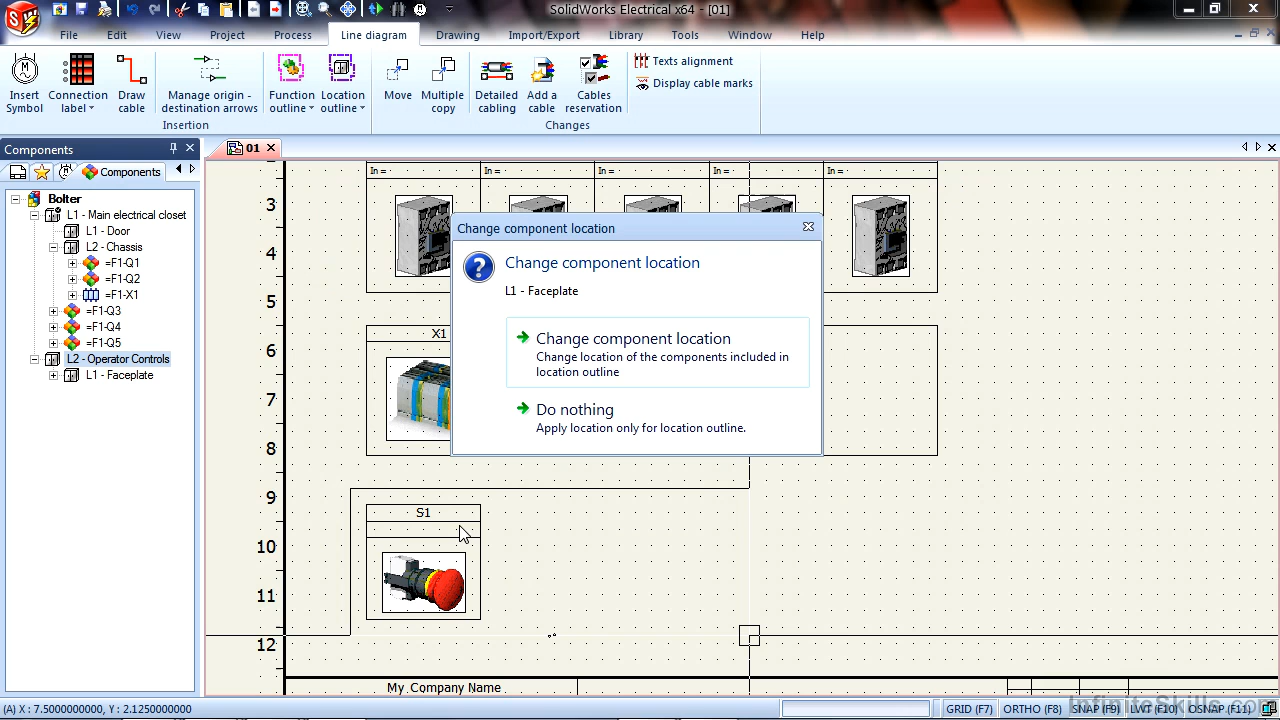 SolidWorks Electrical x64 - [01]
File Edit View Project Process Line diagram Drawing Import/Export Library Tools Window Help
Insert Symbol
Connection label
Draw cable
Manage origin - destination arrows
Function outline
Location outline
Move
Multiple copy
Detailed cabling
Add a cable
Cables reservation
Texts alignment
Display cable marks
Insertion
Changes
Components
01
Components
Bolter
L1 - Main electrical closet
L1 - Door
L2 - Chassis
=F1-Q1
=F1-Q2
=F1-X1
=F1-Q3
=F1-Q4
=F1-Q5
L2 - Operator Controls
L1 - Faceplate
In = In = In = In = In =
3
4
5
6
7
8
9
10
11
12
X1
S1
Change component location
Change component location
L1 - Faceplate
Change component location
Change location of the components included in
location outline
Do nothing
Apply location only for location outline.
My Company Name
InfiniteSkills.com
(A) X : 7.5000000000, Y : 2.1250000000
GRID (F7) ORTHO (F8) SNAP (F9) LWT (F10) OSNAP (F11)